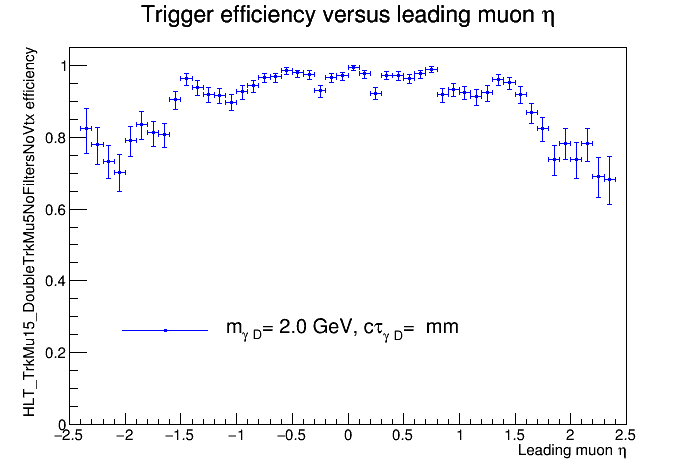 Trigger efficiency versus leading muon η
HLT_TrkMu15_DoubleTrkMu5NoFiltersNoVtx efficiency
1
0.8
0.6
0.4
0.2
0
mγ D= 2.0 GeV, cτγ D= mm
−2.5 −2 −1.5 −1 −0.5 0 0.5 1 1.5 2 2.5
Leading muon η